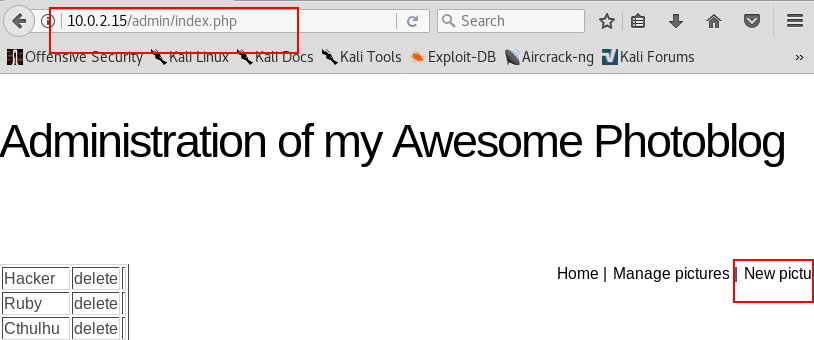 10.0.2.15/admin/index.php
Search
Offensive Security Kali Linux Kali Docs Kali Tools Exploit-DB Aircrack-ng Kali Forums »
Administration of my Awesome Photoblog
Home | Manage pictures | New pictu
Hacker delete
Ruby delete
Cthulhu delete